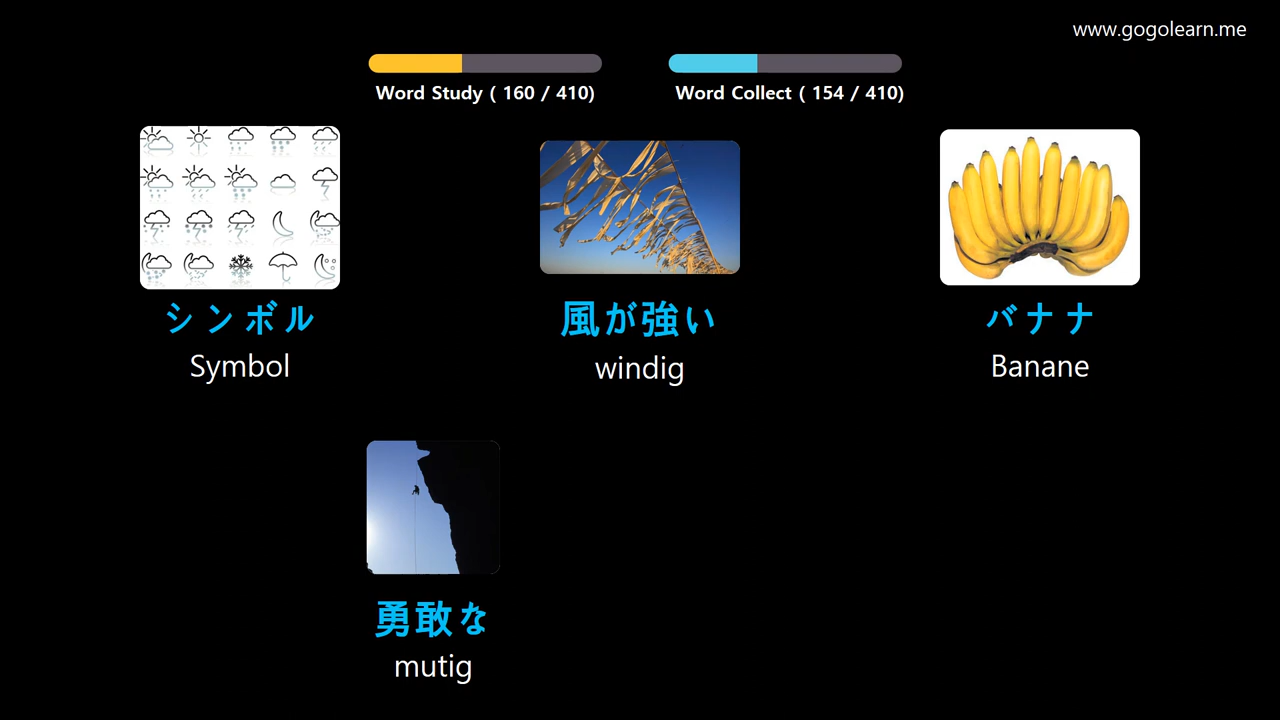 www.gogolearn.me
Word Study ( 160 / 410)
Word Collect ( 154 / 410)
シンボル
Symbol
風が強い
windig
バナナ
Banane
勇敢な
mutig